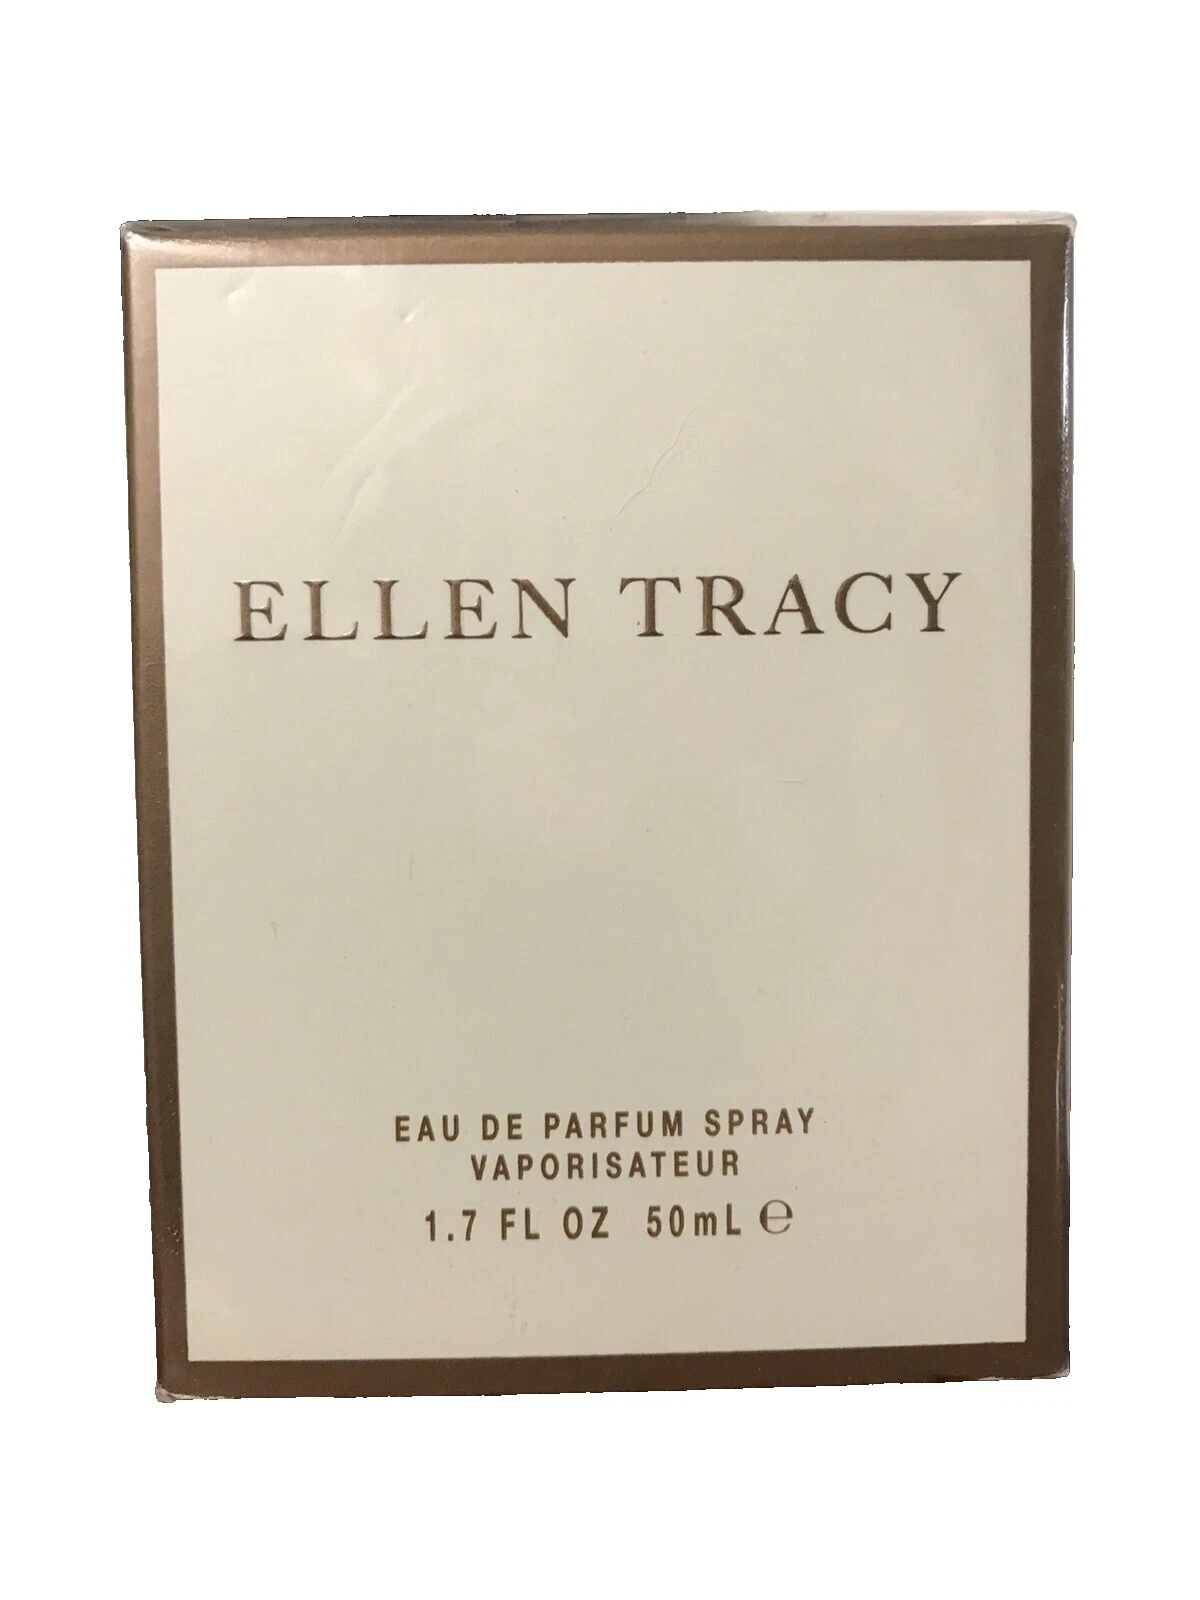 ELLEN TRACY
EAU DE PARFUM SPRAY
VAPORISATEUR
1.7 FL OZ 50mL ℮